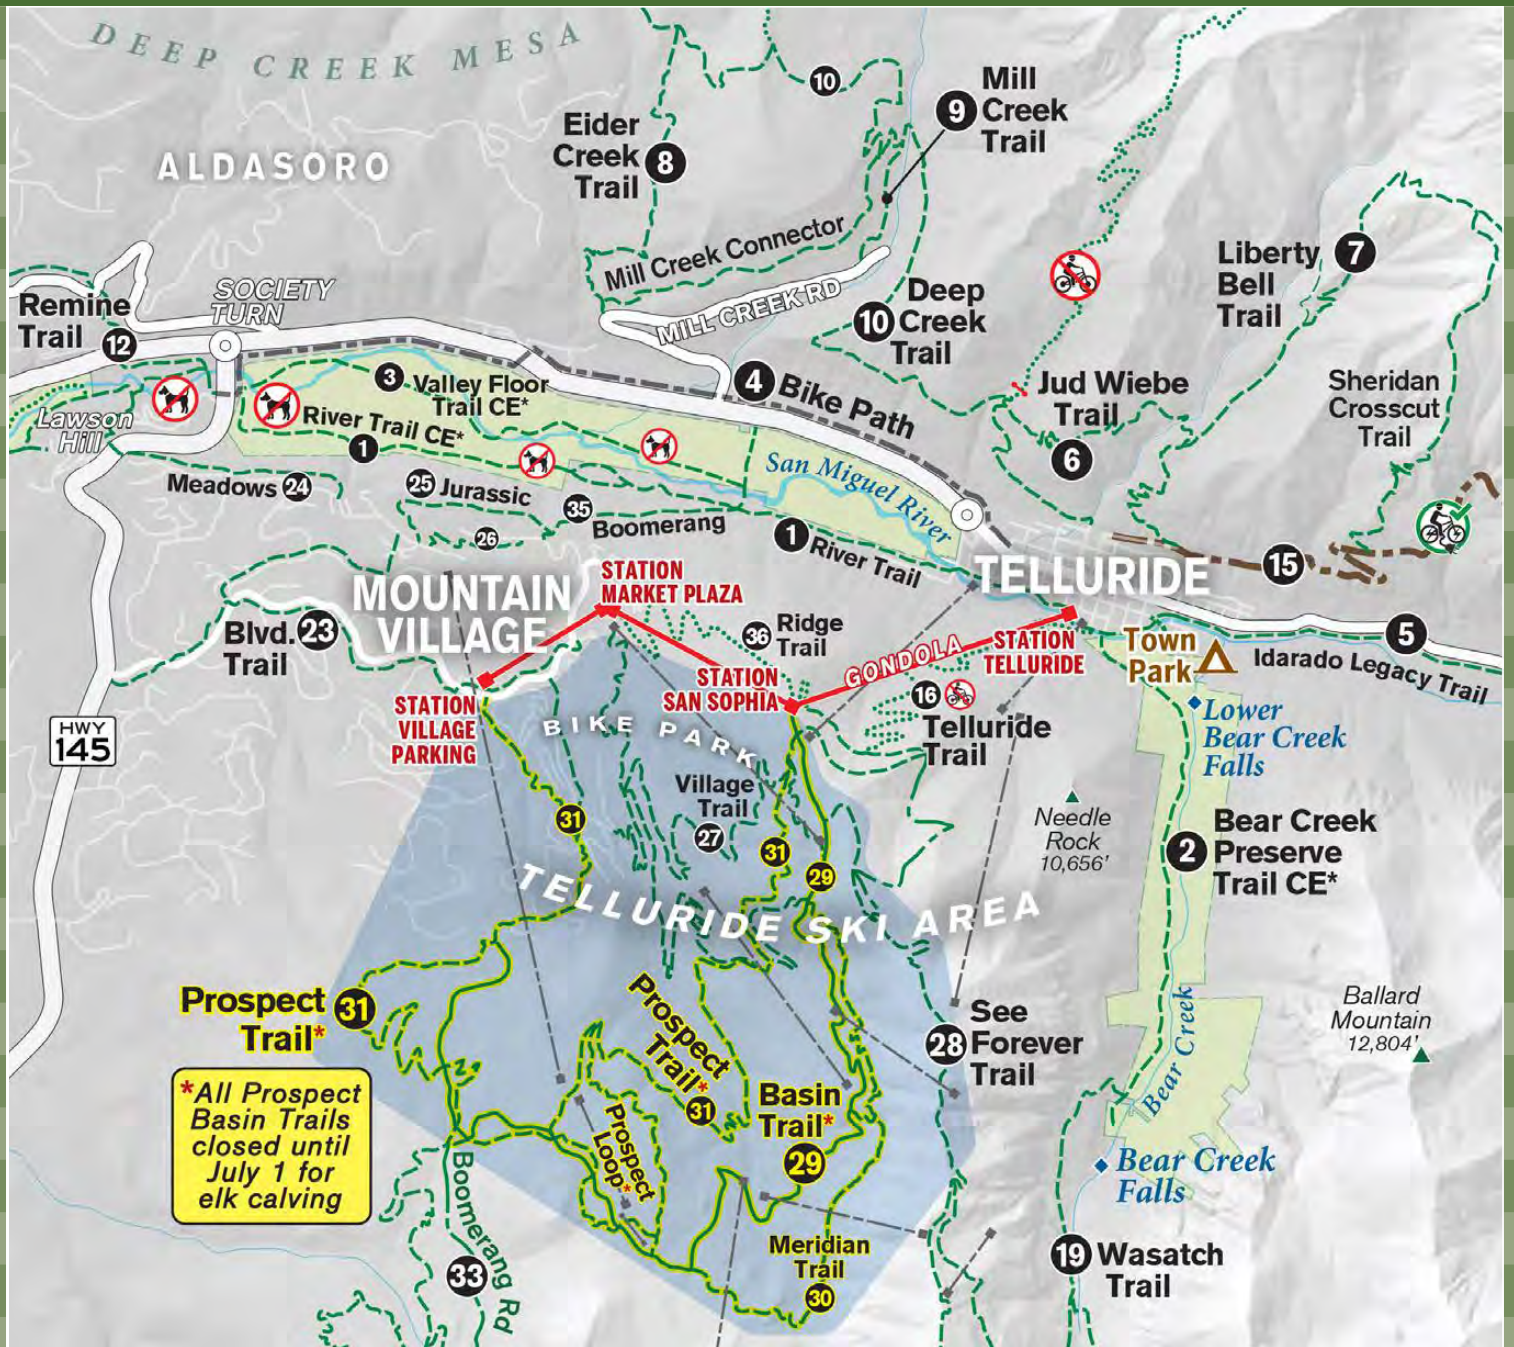 DEEP CREEK MESA
10
Mill
9 Creek
Trail
Eider
Creek 8
Trail
ALDASORO
Mill Creek Connector
Liberty 7
Bell
Trail
SOCIETY
TURN
Remine
Trail 12
MILL CREEK RD
Deep
10 Creek
Trail
3 Valley Floor
Trail CE*
4 Bike Path
Jud Wiebe
Trail
6
Sheridan
Crosscut
Trail
Lawson
Hill
River Trail CE*
1
Meadows 24
25 Jurassic
35
Boomerang
26
San Miguel River
1 River Trail
TELLURIDE
15
STATION
MARKET PLAZA
MOUNTAIN
VILLAGE
Blvd. 23
Trail
36 Ridge
Trail
GONDOLA
STATION
TELLURIDE
Town
Park
5
Idarado Legacy Trail
STATION
SAN SOPHIA
STATION
VILLAGE
PARKING
16
Telluride
Trail
Lower
Bear Creek
Falls
HWY
145
BIKE PARK
Village
Trail
27
31
31
29
Needle
Rock
10,656'
Bear Creek
2 Preserve
Trail CE*
TELLURIDE SKI AREA
Prospect 31
Trail*
Prospect
Trail*
31
See
28 Forever
Trail
Bear Creek
Ballard
Mountain
12,804'
*All Prospect
Basin Trails
closed until
July 1 for
elk calving
Basin
Trail*
29
Prospect
Loop*
Bear Creek
Falls
Boomerang Rd
33
Meridian
Trail
30
19 Wasatch
Trail